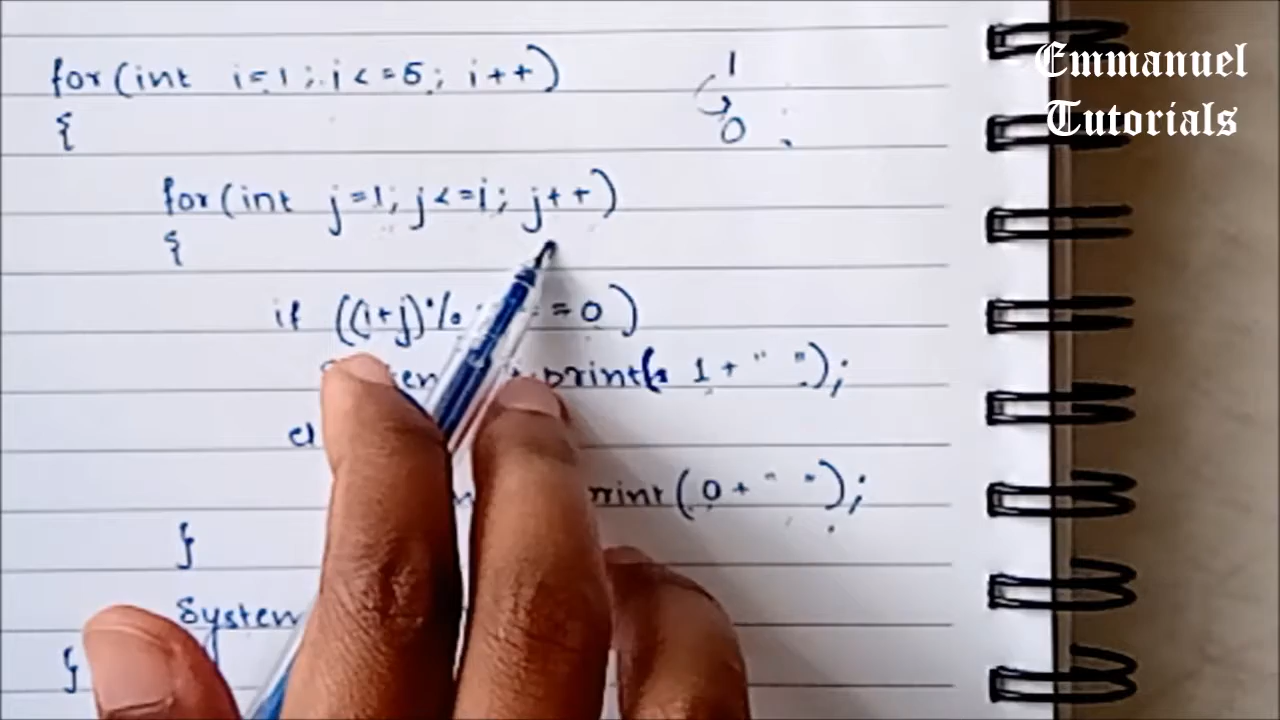 for(int i=1; i<=5; i++)
{
for(int j=1; j<=i; j++)
{
if ((i+j)% =0)
print( 1 + " ");
print(0 + " ");
}
System
}
1
0
Emmanuel
Tutorials